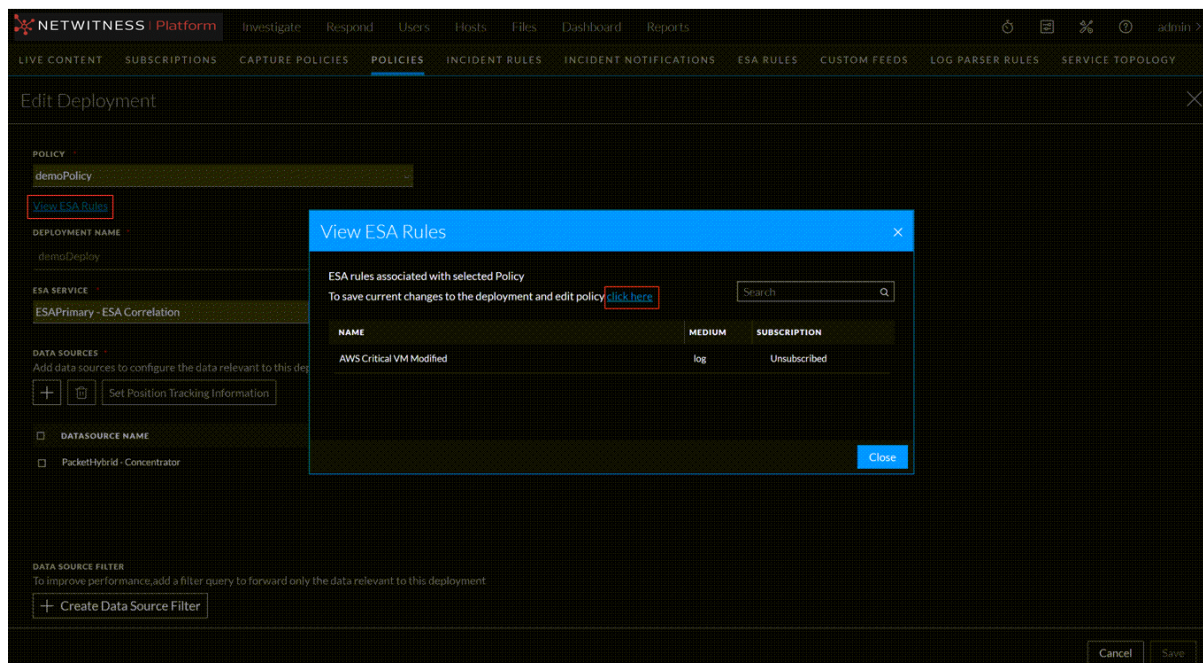 NETWITNESS | Platform Investigate Respond Users Hosts Files Dashboard Reports admin >
LIVE CONTENT SUBSCRIPTIONS CAPTURE POLICIES POLICIES INCIDENT RULES INCIDENT NOTIFICATIONS ESA RULES CUSTOM FEEDS LOG PARSER RULES SERVICE TOPOLOGY
Edit Deployment
POLICY *
demoPolicy
View ESA Rules
DEPLOYMENT NAME *
demoDeploy
ESA SERVICE *
ESAPrimary - ESA Correlation
DATA SOURCES *
Add data sources to configure the data relevant to this dep
Set Position Tracking Information
DATASOURCE NAME
PacketHybrid - Concentrator
View ESA Rules
ESA rules associated with selected Policy
To save current changes to the deployment and edit policy click here
Search
NAME MEDIUM SUBSCRIPTION
AWS Critical VM Modified log Unsubscribed
Close
DATA SOURCE FILTER
To improve performance,add a filter query to forward only the data relevant to this deployment
+ Create Data Source Filter
Cancel Save